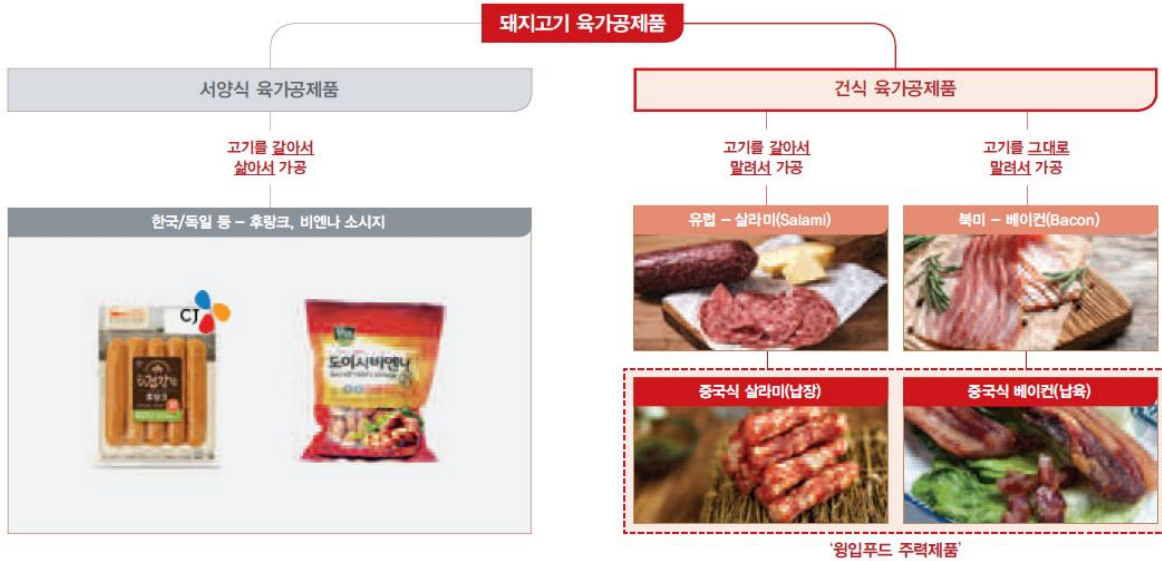 돼지고기 육가공제품
서양식 육가공제품
건식 육가공제품
고기를 갈아서
삶아서 가공
고기를 갈아서
말려서 가공
고기를 그대로
말려서 가공
한국/독일 등 – 후랑크, 비엔나 소시지
유럽 – 살라미(Salami)
북미 – 베이컨(Bacon)
CJ
후랑크
도이치비엔나
중국식 살라미(납장)
중국식 베이컨(납육)
'윙입푸드 주력제품'